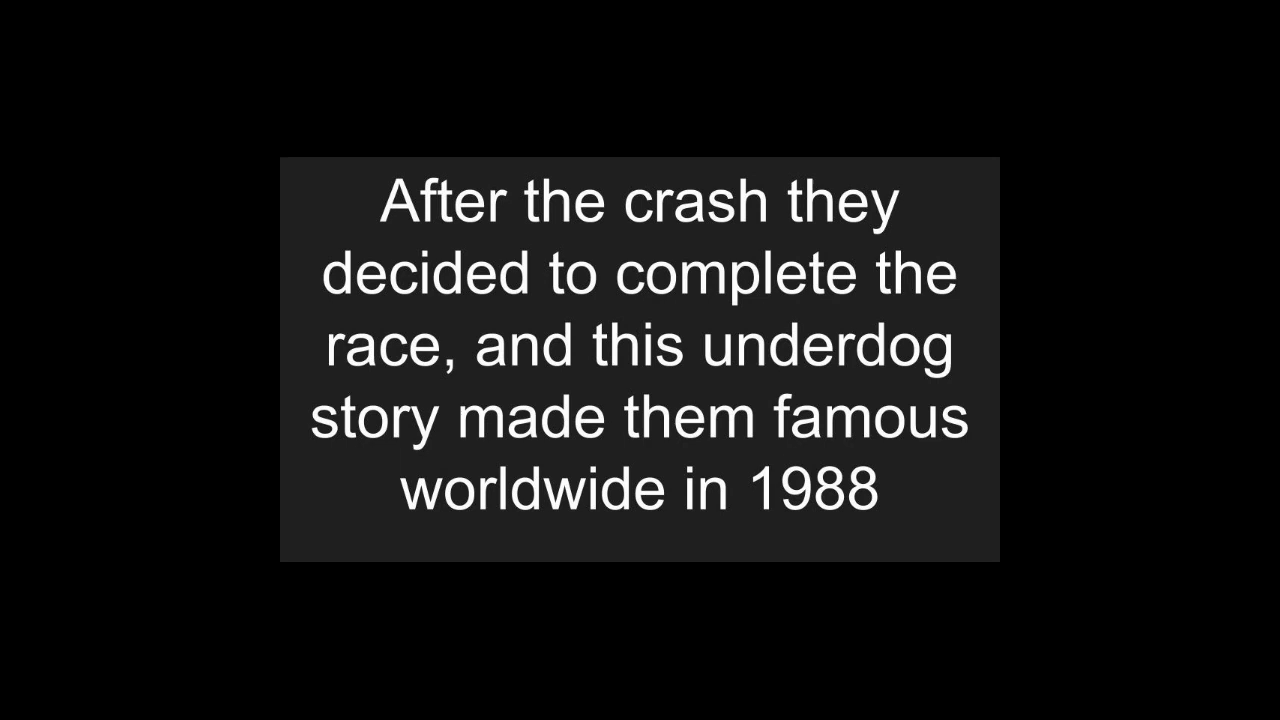 After the crash they
decided to complete the
race, and this underdog
story made them famous
worldwide in 1988